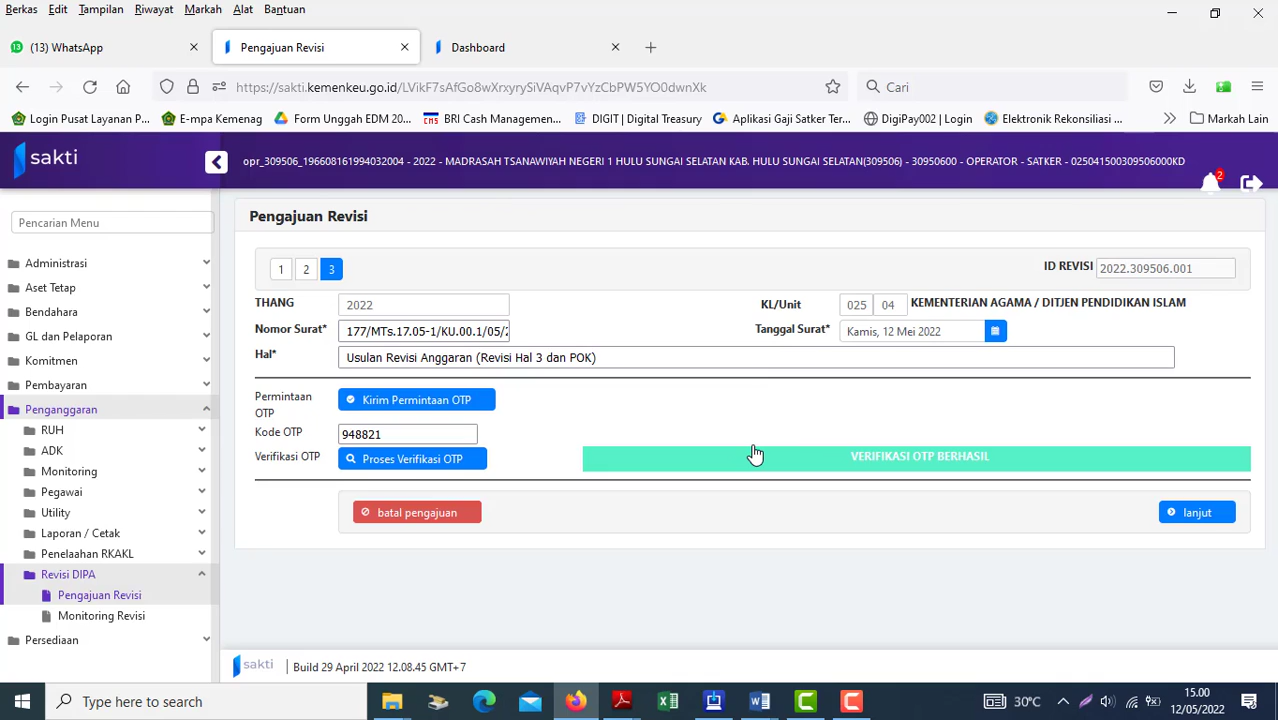 Berkas Edit Tampilan Riwayat Markah Alat Bantuan
(13) WhatsApp Pengajuan Revisi Dashboard
https://sakti.kemenkeu.go.id/LVikF7sAfGo8wXrxyry$iVAqvP7vYzCbPW5YO0dwnXk Cari
Login Pusat Layanan P... E-mpa Kemenag Form Unggah EDM 20... BRI Cash Managemen... DIGIT | Digital Treasury Aplikasi Gaji Satker Ter... DigiPay002 | Login Elektronik Rekonsiliasi ... Markah Lain
sakti opr_309506_196608161994032004 - 2022 - MADRASAH TSANAWIYAH NEGERI 1 HULU SUNGAI SELATAN KAB. HULU SUNGAI SELATAN(309506) - 30950600 - OPERATOR - SATKER - 025041500309506000KD
2
Pencarian Menu
Administrasi
Aset Tetap
Bendahara
GL dan Pelaporan
Komitmen
Pembayaran
Penganggaran
RUH
ADK
Monitoring
Pegawai
Utility
Laporan / Cetak
Penelaahan RKAKL
Revisi DIPA
Pengajuan Revisi
Monitoring Revisi
Persediaan
Pengajuan Revisi
1 2 3 ID REVISI 2022.309506.001
THANG 2022 KL/Unit 025 04 KEMENTERIAN AGAMA / DITJEN PENDIDIKAN ISLAM
Nomor Surat* 177/MTs.17.05-1/KU.00.1/05/ Tanggal Surat* Kamis, 12 Mei 2022
Hal* Usulan Revisi Anggaran (Revisi Hal 3 dan POK)
Permintaan OTP Kirim Permintaan OTP
Kode OTP 948821
Verifikasi OTP Proses Verifikasi OTP VERIFIKASI OTP BERHASIL
batal pengajuan lanjut
sakti Build 29 April 2022 12.08.45 GMT+7
Type here to search 30°C 15.00
12/05/2022